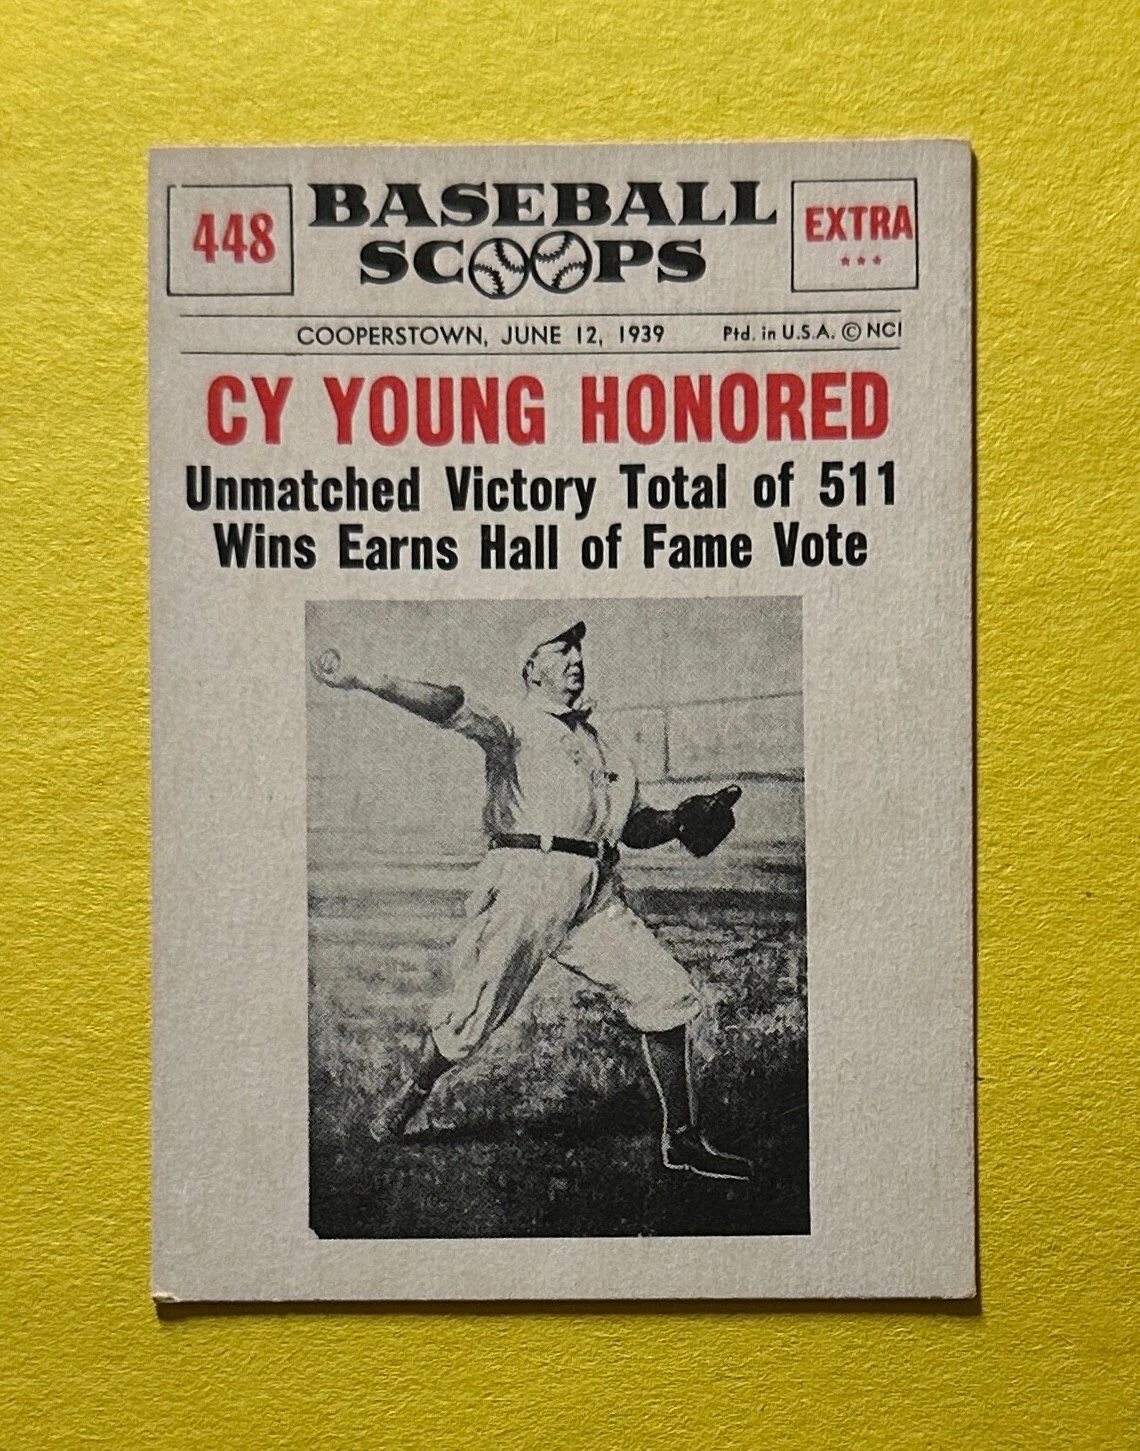 448
BASEBALL
SCOOPS
EXTRA
***
COOPERSTOWN, JUNE 12, 1939 Ptd. in U.S.A. © NCI
CY YOUNG HONORED
Unmatched Victory Total of 511
Wins Earns Hall of Fame Vote